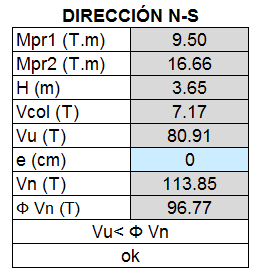 DIRECCIÓN N-S
Mpr1 (T.m) 9.50
Mpr2 (T.m) 16.66
H (m) 3.65
Vcol (T) 7.17
Vu (T) 80.91
e (cm) 0
Vn (T) 113.85
Φ Vn (T) 96.77
Vu< Φ Vn
ok